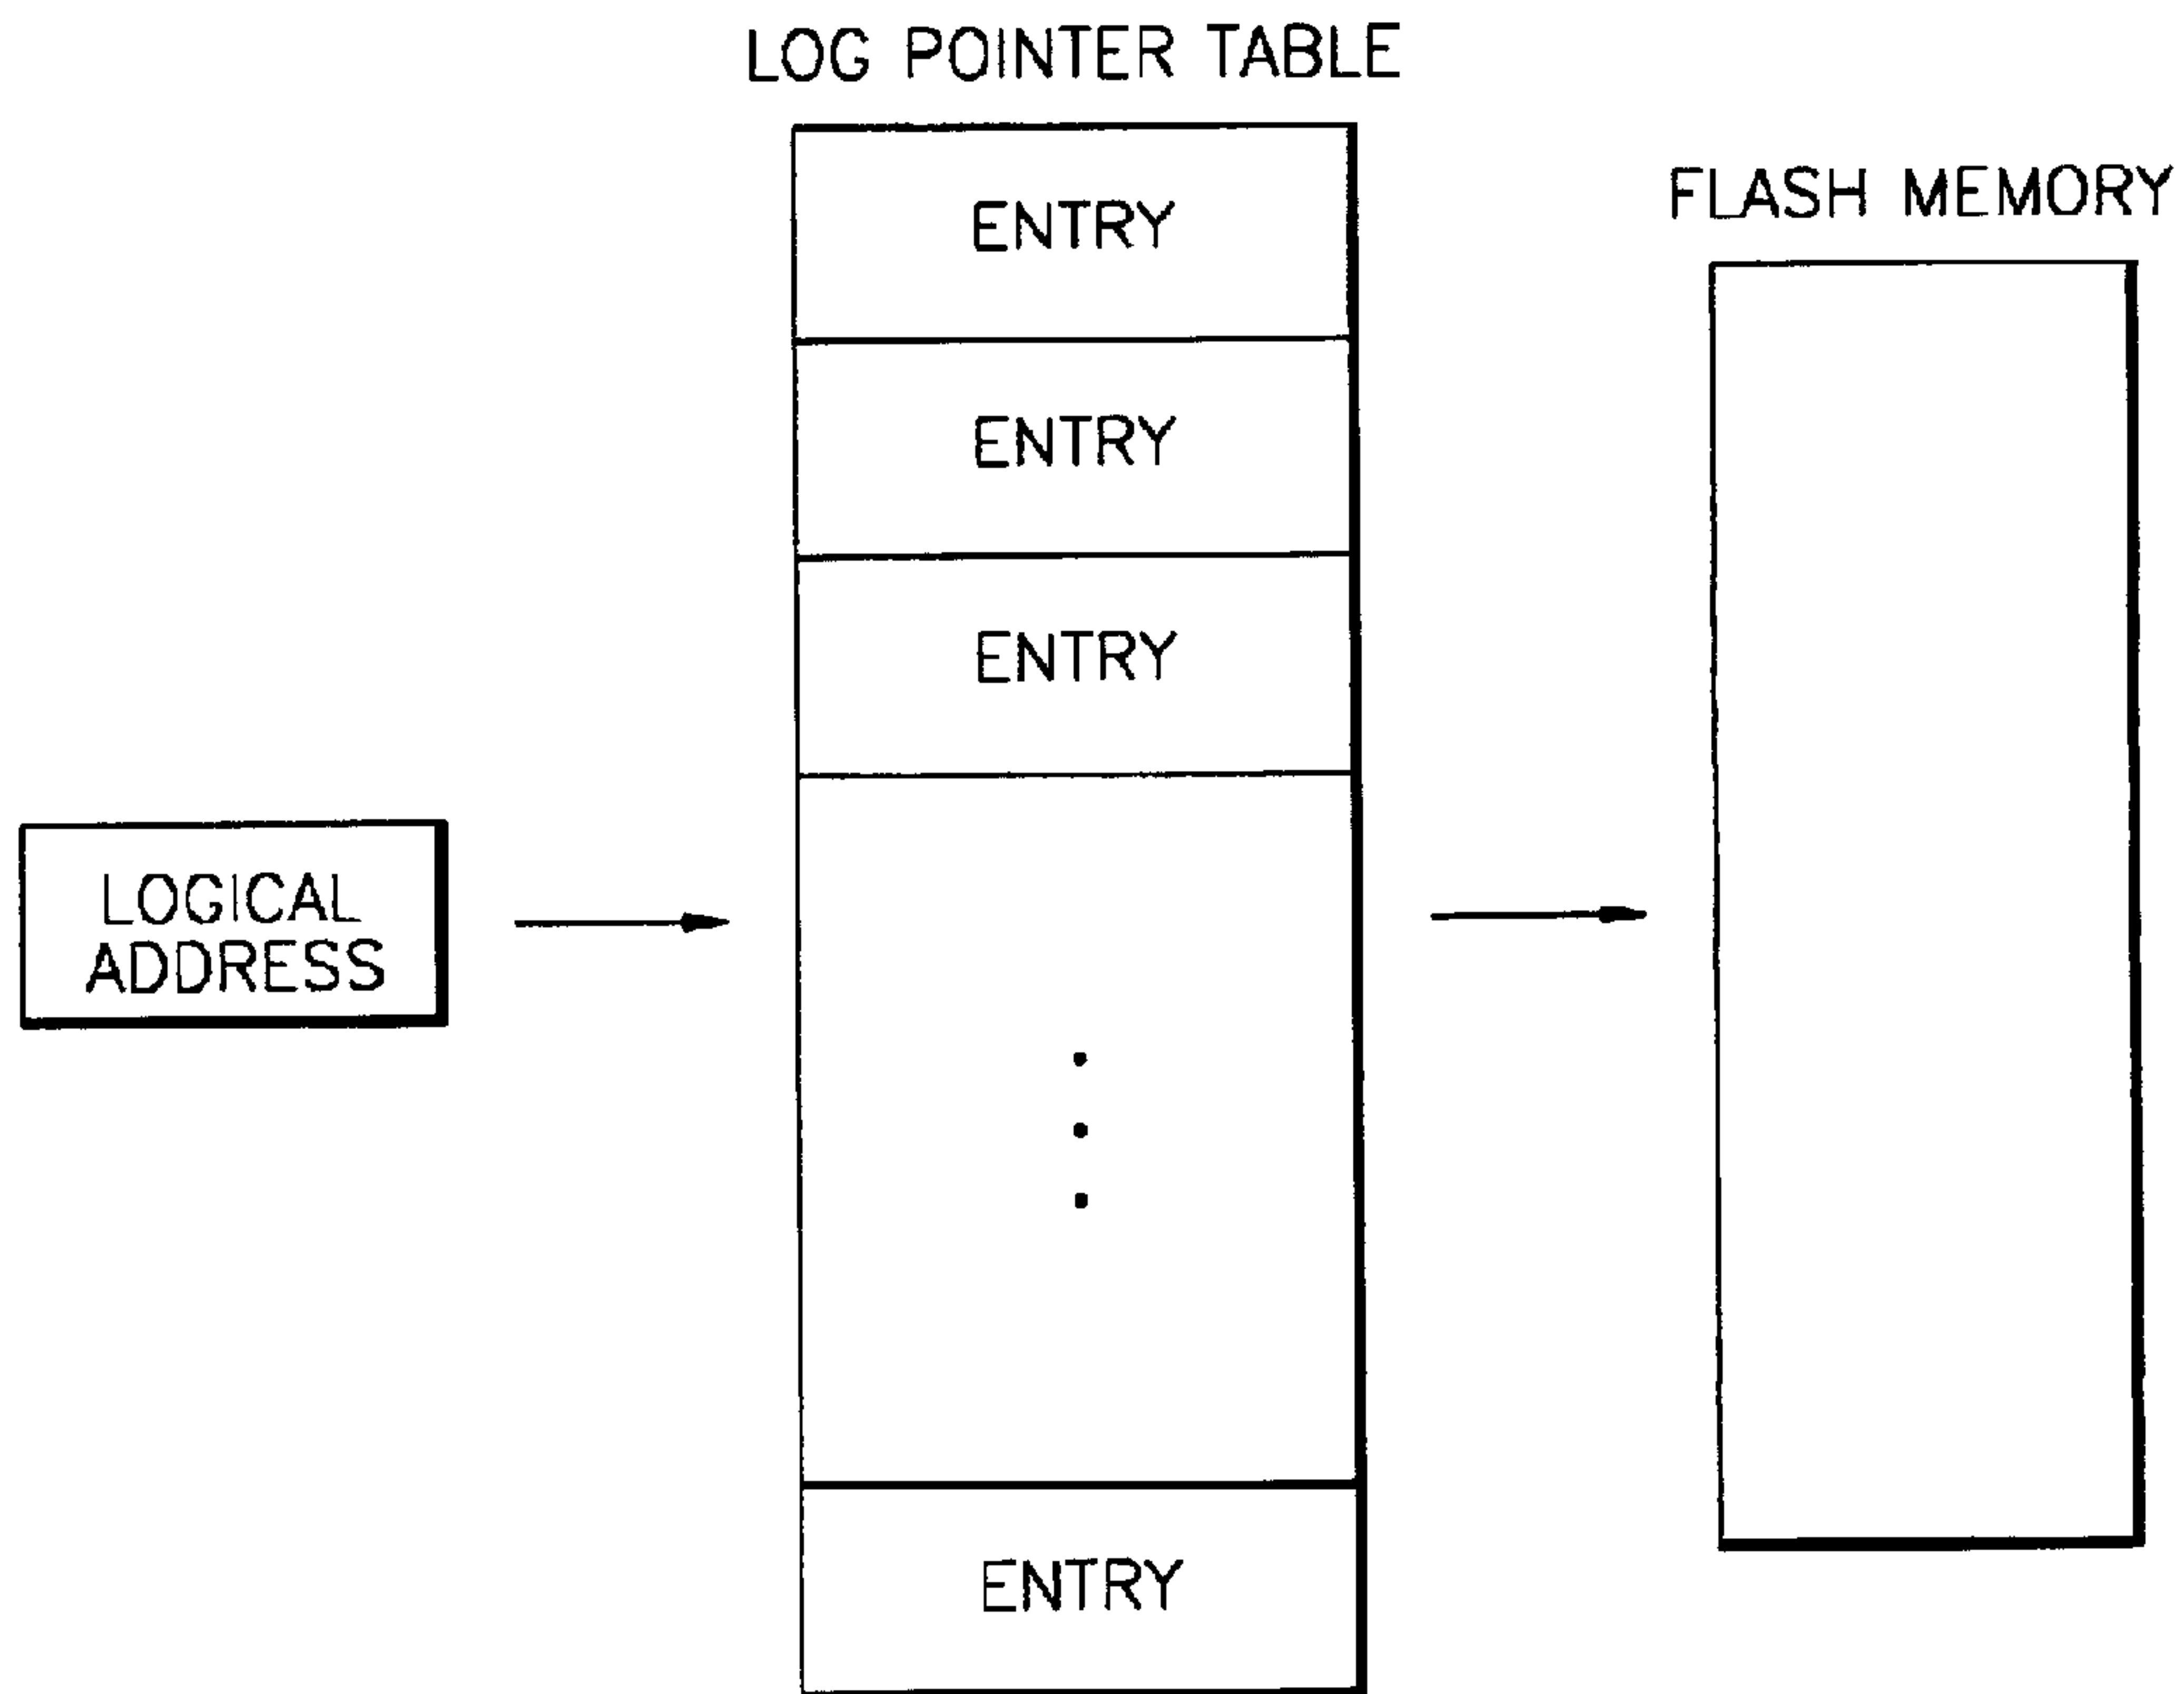 LOG POINTER TABLE
FLASH MEMORY
ENTRY
ENTRY
ENTRY
LOGICAL
ADDRESS
ENTRY